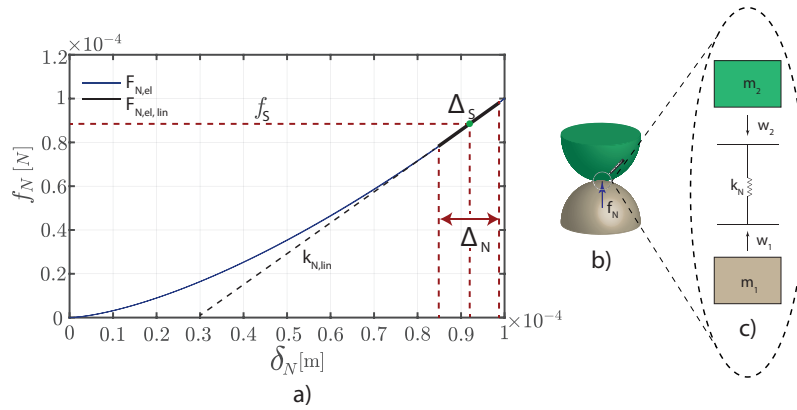 ×10⁻⁴
1.2
1
0.8
0.6
0.4
0.2
0
f_N [N]
F_N,el
F_N,el, lin
f_S
Δ_S
Δ_N
k_N,lin
0 0.1 0.2 0.3 0.4 0.5 0.6 0.7 0.8 0.9 1
×10⁻⁴
δ_N[m]
a)
f_N
b)
m_2
w_2
k_N
w_1
m_1
c)